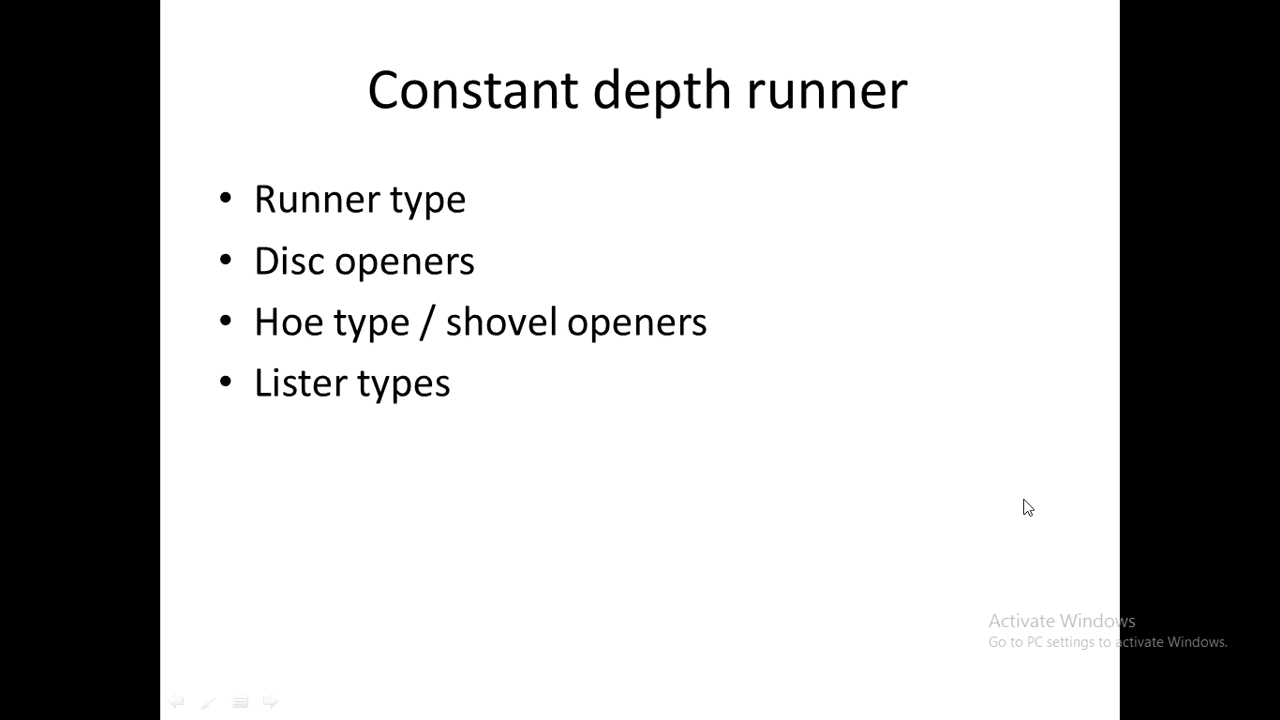 Constant depth runner
• Runner type
• Disc openers
• Hoe type / shovel openers
• Lister types
Activate Windows
Go to PC settings to activate Windows.